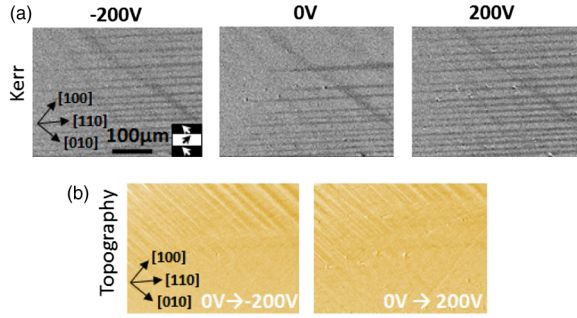 (a)
-200V
0V
200V
Kerr
[100]
[110]
[010]
100µm
(b)
Topography
[100]
[110]
[010]
0V→-200V
0V → 200V